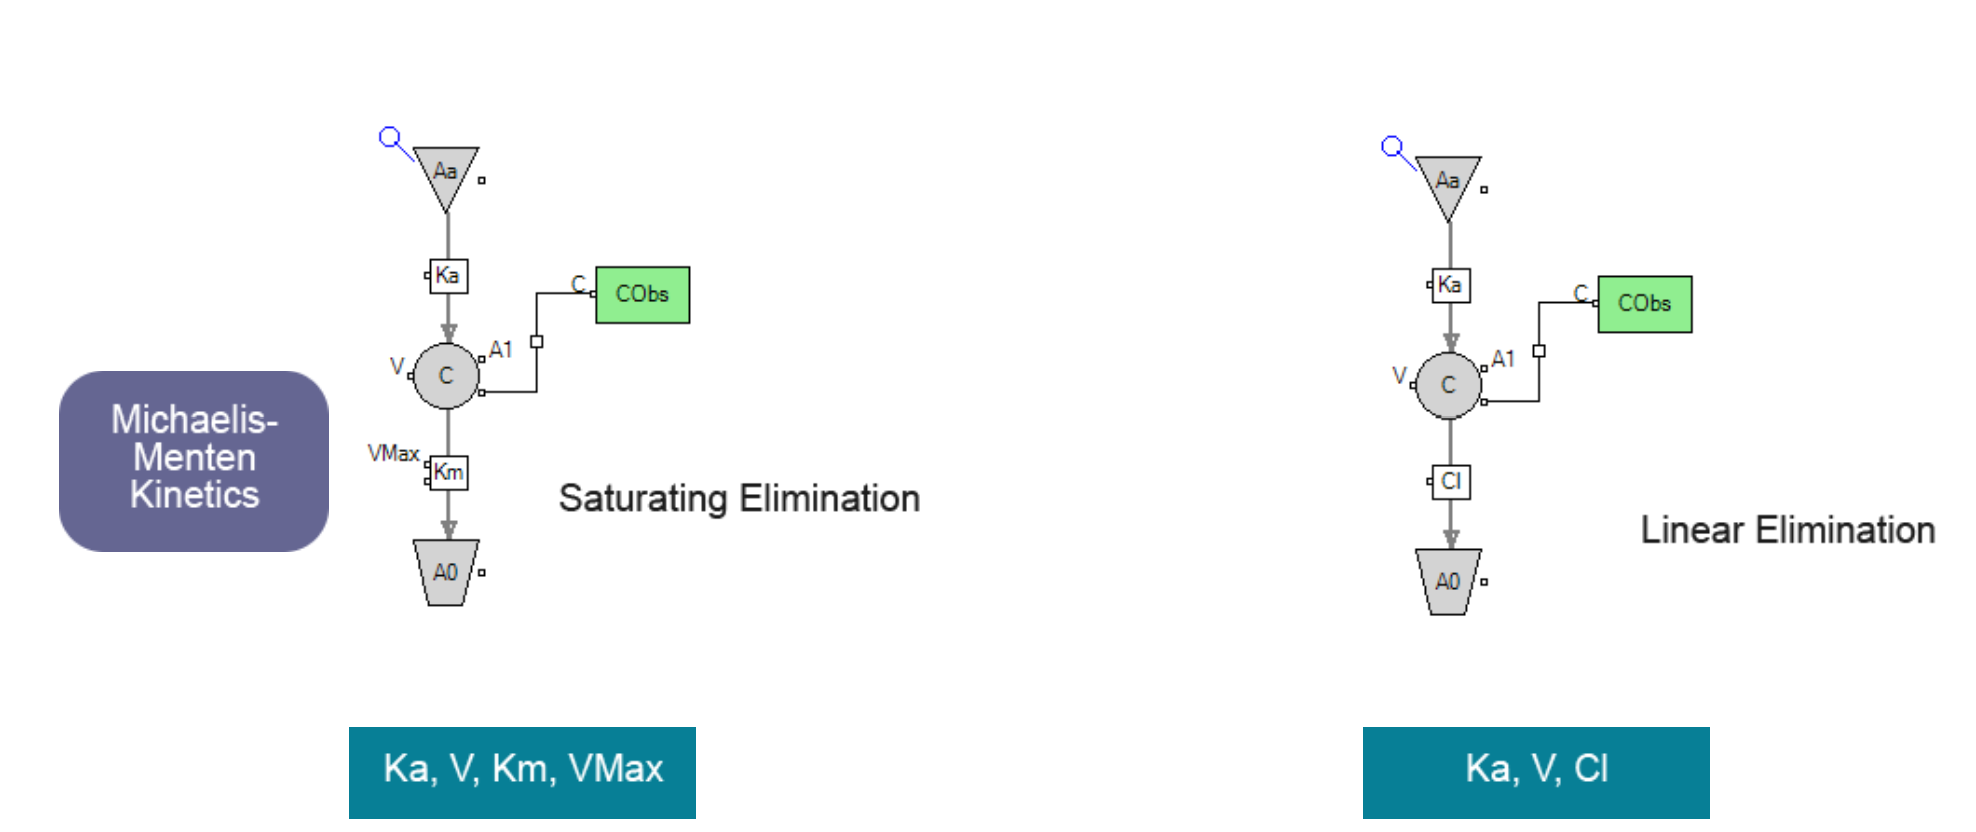 Michaelis-
Menten
Kinetics
Aa
Ka
C
CObs
V
C
A1
VMax
Km
A0
Saturating Elimination
Ka, V, Km, VMax
Aa
Ka
C
CObs
V
C
A1
Cl
A0
Linear Elimination
Ka, V, Cl